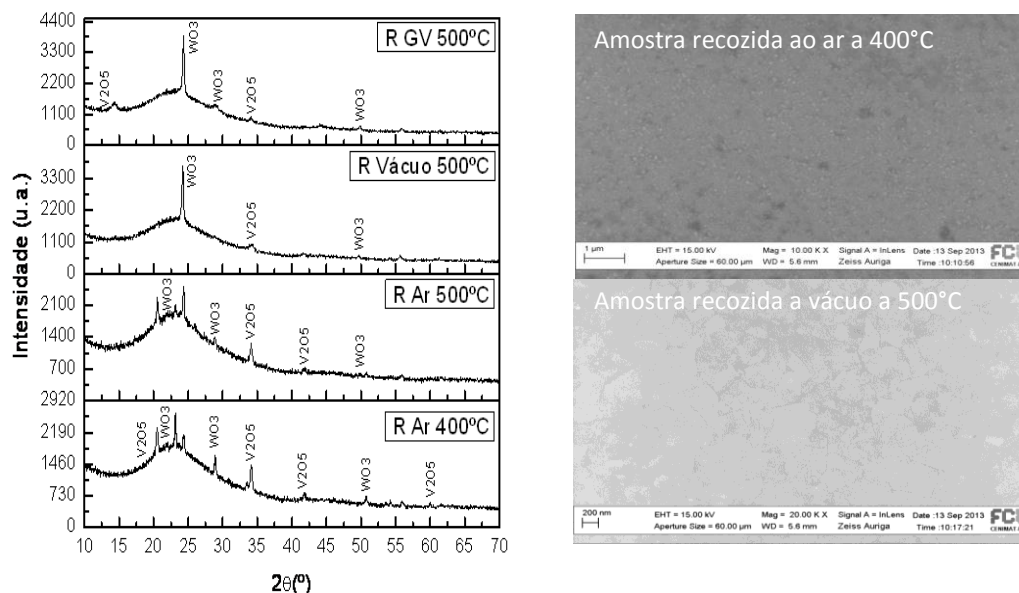 Intensidade (u.a.)
4400
3300
2200
1100
0
R GV 500ºC
V2O5
WO3
WO3
V2O5
WO3
3300
2200
1100
0
R Vácuo 500ºC
WO3
V2O5
WO3
2100
1400
700
R Ar 500ºC
WO3
WO3
V2O5
V2O5
WO3
2920
2190
1460
730
0
R Ar 400ºC
V2O5
WO3
WO3
V2O5
V2O5
WO3
V2O5
10 15 20 25 30 35 40 45 50 55 60 65 70
2θ(º)
Amostra recozida ao ar a 400°C
1 µm
EHT = 15.00 kV Mag = 10.00 K X Signal A = InLens Date :13 Sep 2013
Aperture Size = 60.00 µm WD = 5.6 mm Zeiss Auriga Time :10:10:56
CENIMAT
Amostra recozida a vácuo a 500°C
200 nm
EHT = 15.00 kV Mag = 20.00 K X Signal A = InLens Date :13 Sep 2013
Aperture Size = 60.00 µm WD = 5.6 mm Zeiss Auriga Time :10:17:21
CENIMAT